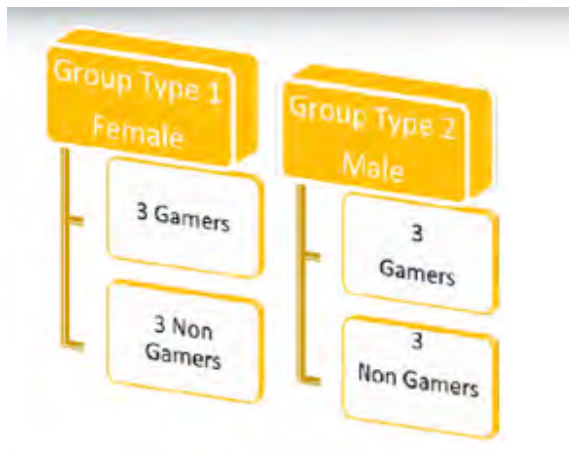 Group Type 1
Female
3 Gamers
3 Non
Gamers
Group Type 2
Male
3
Gamers
3
Non Gamers